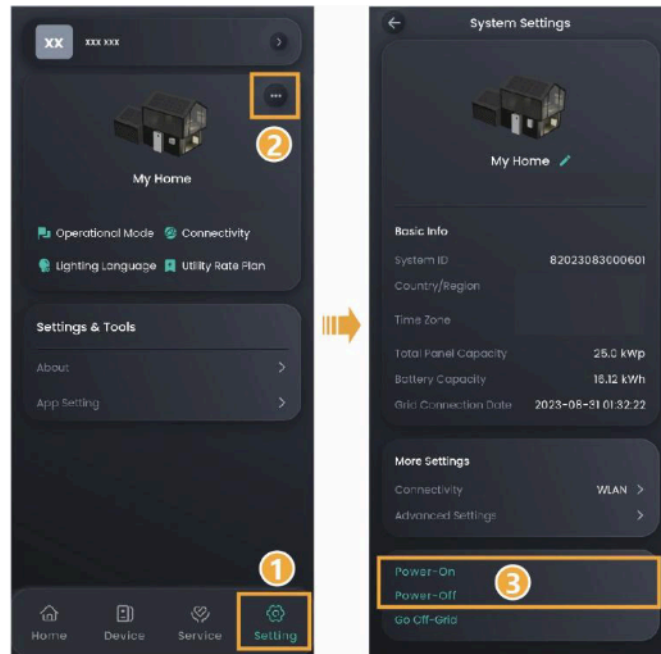 XX xxx xxx
...
2
My Home
Operational Mode Connectivity
Lighting Language Utility Rate Plan
Settings & Tools
About
App Setting
1
Home Device Service Setting
System Settings
My Home
Basic Info
System ID 82023083000601
Country/Region
Time Zone
Total Panel Capacity 25.0 kWp
Battery Capacity 16.12 kWh
Grid Connection Date 2023-08-31 01:32:22
More Settings
Connectivity WLAN
Advanced Settings
Power-On
3
Power-Off
Go Off-Grid